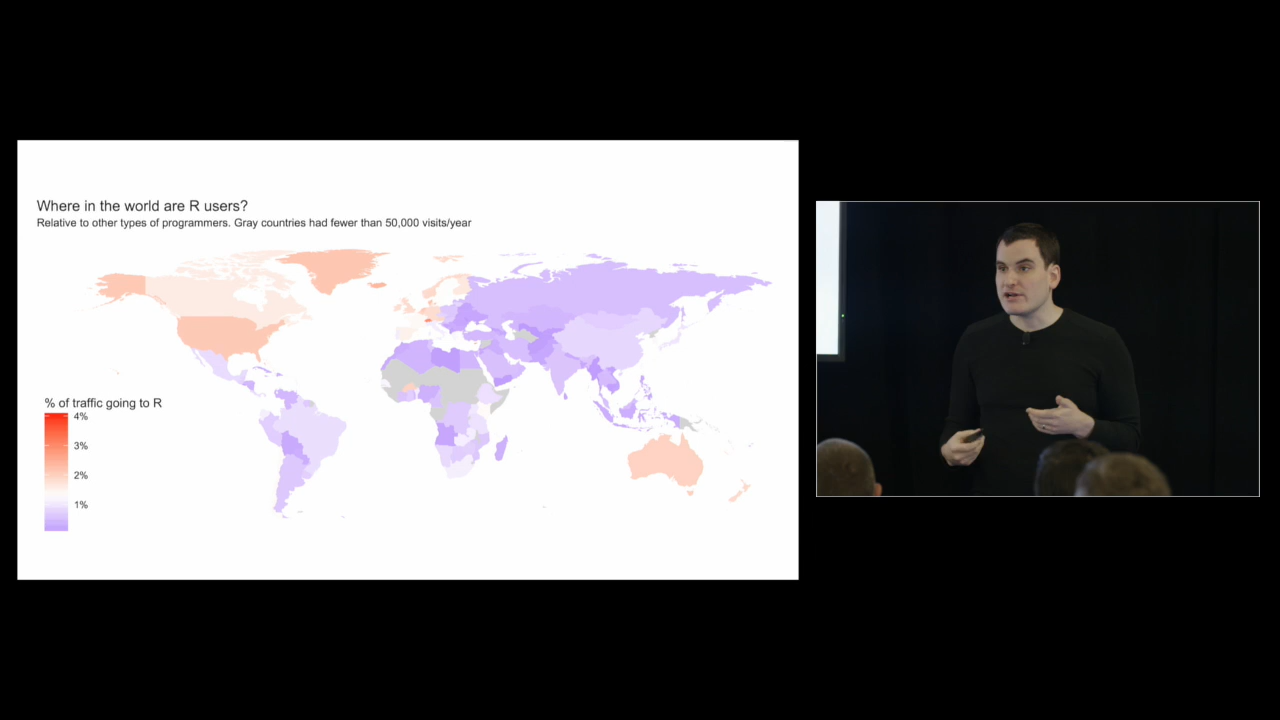 Where in the world are R users?
Relative to other types of programmers. Gray countries had fewer than 50,000 visits/year
% of traffic going to R
4%
3%
2%
1%